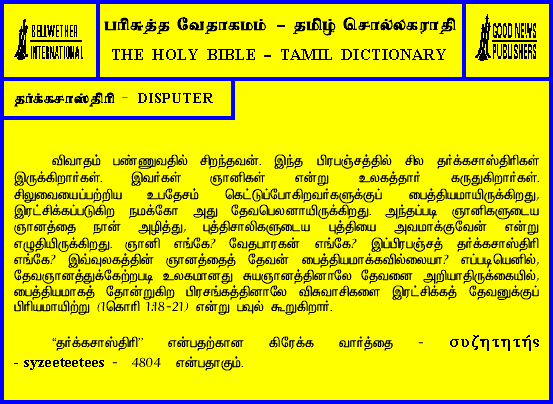 BELLWETHER
INTERNATIONAL
பரிசுத்த வேதாகமம் – தமிழ் சொல்லகராதி
THE HOLY BIBLE – TAMIL DICTIONARY
GOOD NEWS
PUBLISHERS
தர்க்கசாஸ்திரி - DISPUTER
விவாதம் பண்ணுவதில் சிறந்தவன். இந்த பிரபஞ்சத்தில் சில தர்க்கசாஸ்திரிகள்
இருக்கிறார்கள். இவர்கள் ஞானிகள் என்று உலகத்தார் கருதுகிறார்கள்.
சிலுவையைப்பற்றிய உபதேசம் கெட்டுப்போகிறவர்களுக்குப் பைத்தியமாயிருக்கிறது,
இரட்சிக்கப்படுகிற நமக்கோ அது தேவபெலனாயிருக்கிறது. அந்தப்படி ஞானிகளுடைய
ஞானத்தை நான் அழித்து, புத்திசாலிகளுடைய புத்தியை அவமாக்குவேன் என்று
எழுதியிருக்கிறது. ஞானி எங்கே? வேதபாரகன் எங்கே? இப்பிரபஞ்சத் தர்க்கசாஸ்திரி
எங்கே? இவ்வுலகத்தின் ஞானத்தைத் தேவன் பைத்தியமாக்கவில்லையா? எப்படியெனில்,
தேவஞானத்துக்கேற்றபடி உலகமானது சுயஞானத்தினாலே தேவனை அறியாதிருக்கையில்,
பைத்தியமாகத் தோன்றுகிற பிரசங்கத்தினாலே விசுவாசிகளை இரட்சிக்கத் தேவனுக்குப்
பிரியமாயிற்று (1கொரி 1:18-21) என்று பவுல் கூறுகிறார்.
“தர்க்கசாஸ்திரி” என்பதற்கான கிரேக்க வார்த்தை - συζητητής
- syzeeteetees - 4804 என்பதாகும்.